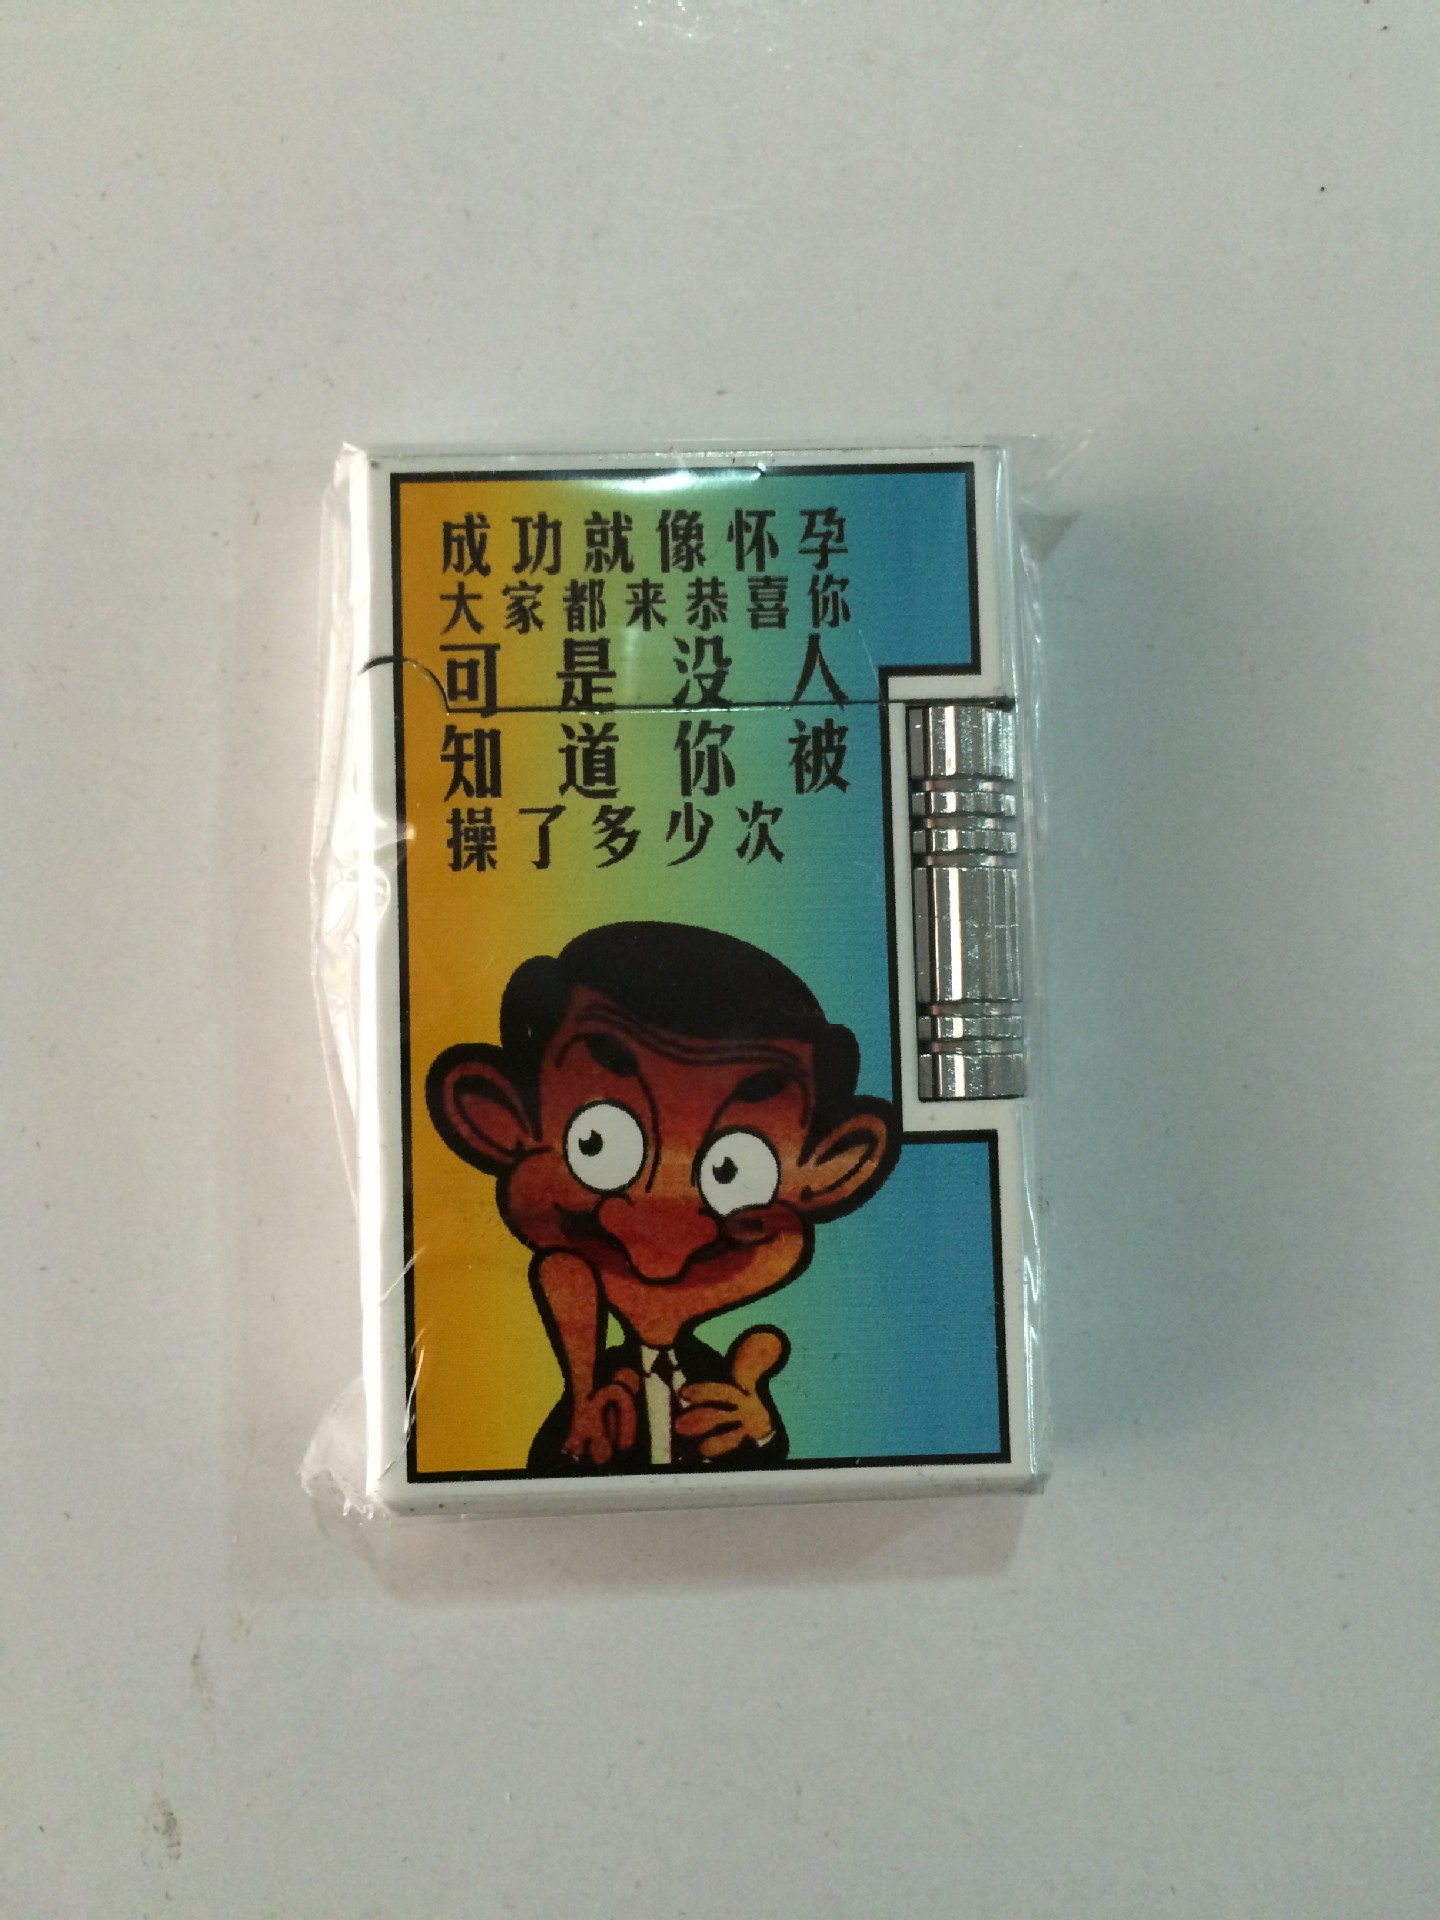 成功就像怀孕
大家都来恭喜你
可是没人
知道你被
操了多少次